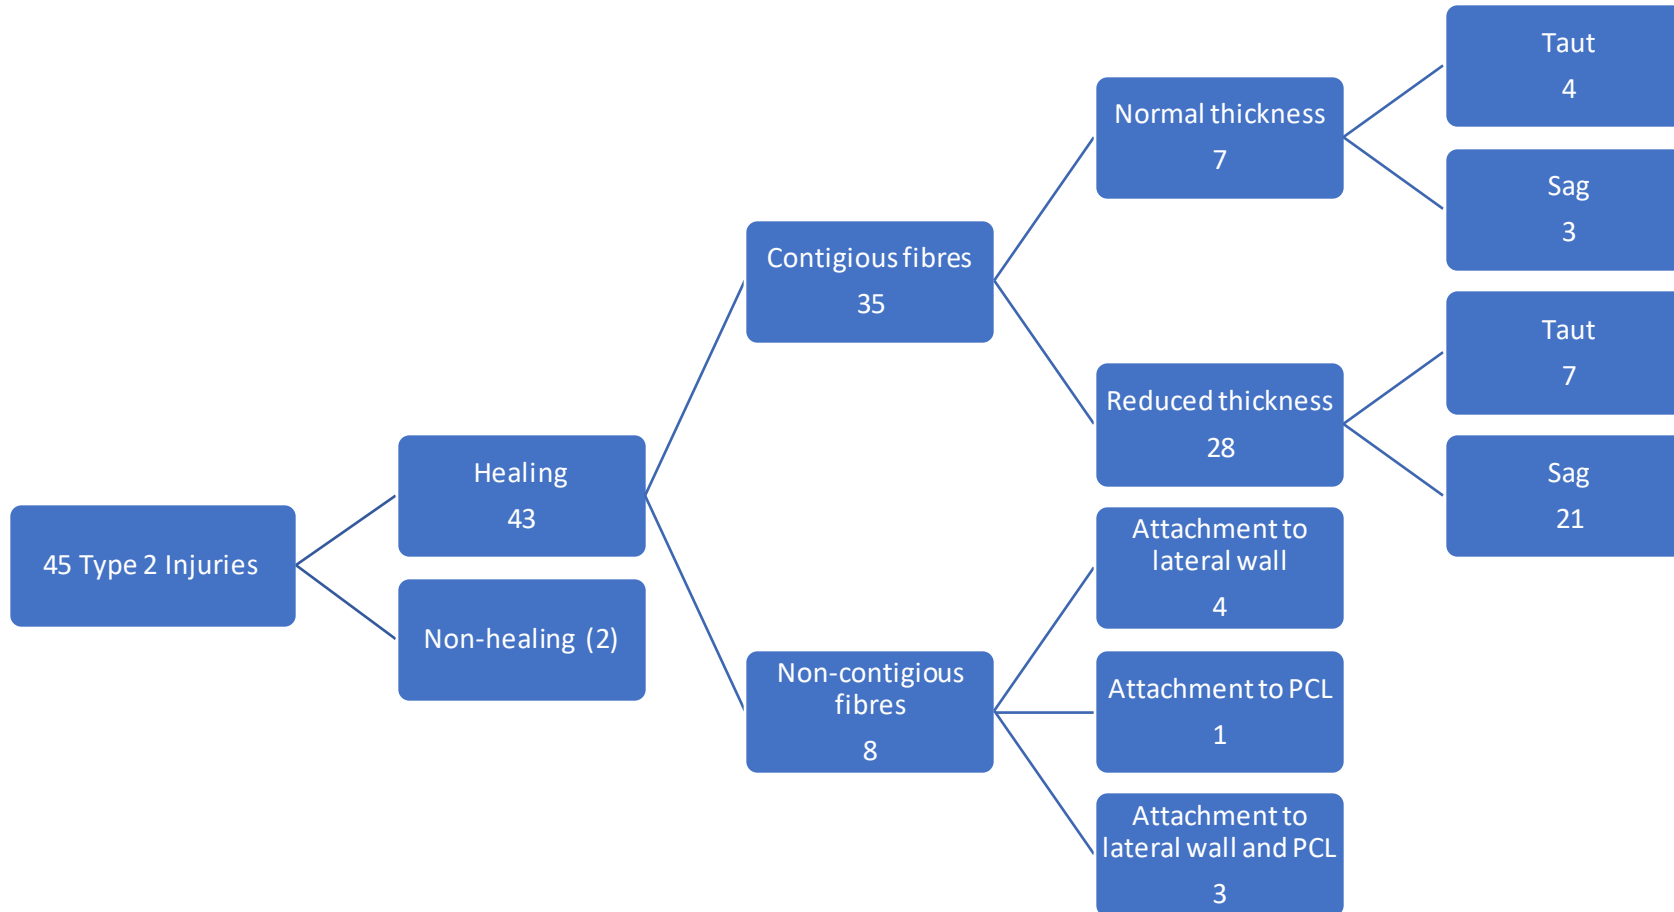 45 Type 2 Injuries
Healing
43
Non-healing (2)
Contigious fibres
35
Non-contigious
fibres
8
Normal thickness
7
Reduced thickness
28
Attachment to
lateral wall
4
Attachment to PCL
1
Attachment to
lateral wall and PCL
3
Taut
4
Sag
3
Taut
7
Sag
21